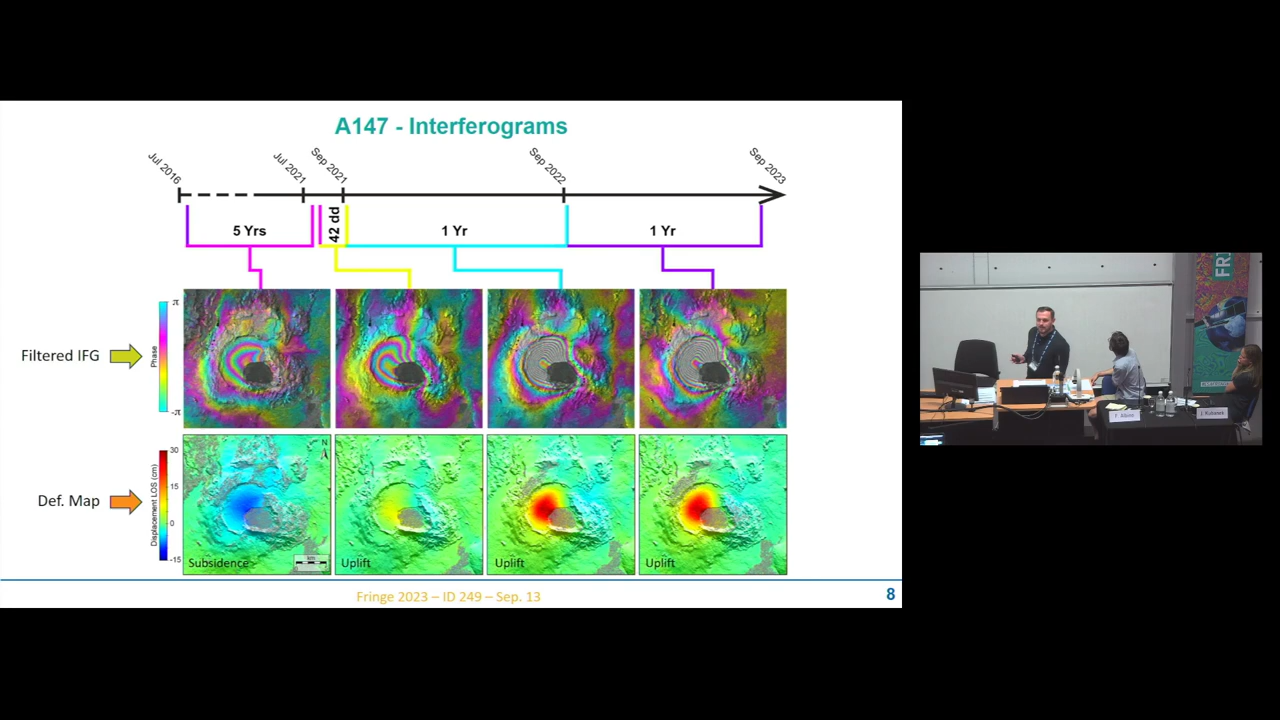 A147 - Interferograms
Jul 2016
Jul 2021
Sep 2021
Sep 2022
Sep 2023
5 Yrs
42 dd
1 Yr
1 Yr
Filtered IFG
π
Phase
-π
Def. Map
30
15
0
-15
Displacement LOS (cm)
N
km
Subsidence
Uplift
Uplift
Uplift
Fringe 2023 – ID 249 – Sep. 13
8
FRI